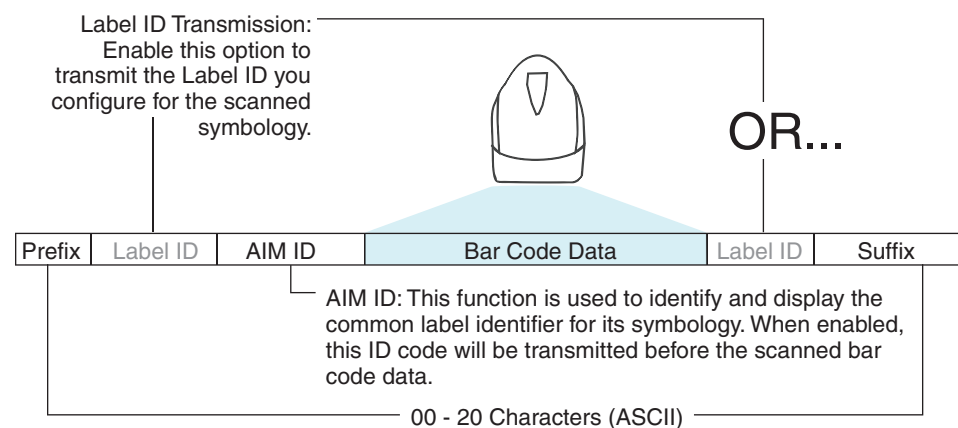 Label ID Transmission:
Enable this option to
transmit the Label ID you
configure for the scanned
symbology.
OR...
Prefix Label ID AIM ID Bar Code Data Label ID Suffix
AIM ID: This function is used to identify and display the
common label identifier for its symbology. When enabled,
this ID code will be transmitted before the scanned bar
code data.
00 - 20 Characters (ASCII)